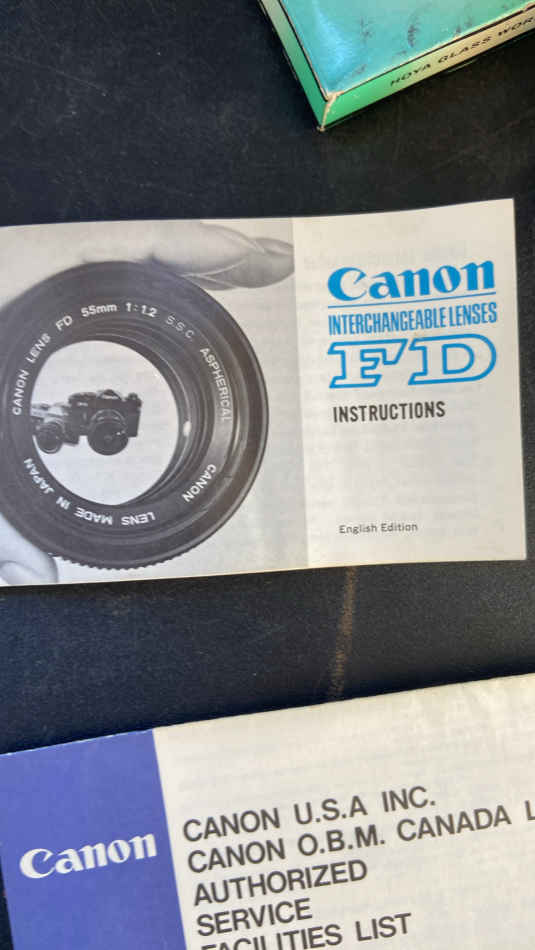 HOYA GLASS WOR
CANON LENS FD 55mm 1:1.2 S.S.C. ASPHERICAL
CANON LENS MADE IN JAPAN
Canon
INTERCHANGEABLE LENSES
FD
INSTRUCTIONS
English Edition
Canon
CANON U.S.A INC.
CANON O.B.M. CANADA L
AUTHORIZED
SERVICE
FACILITIES LIST